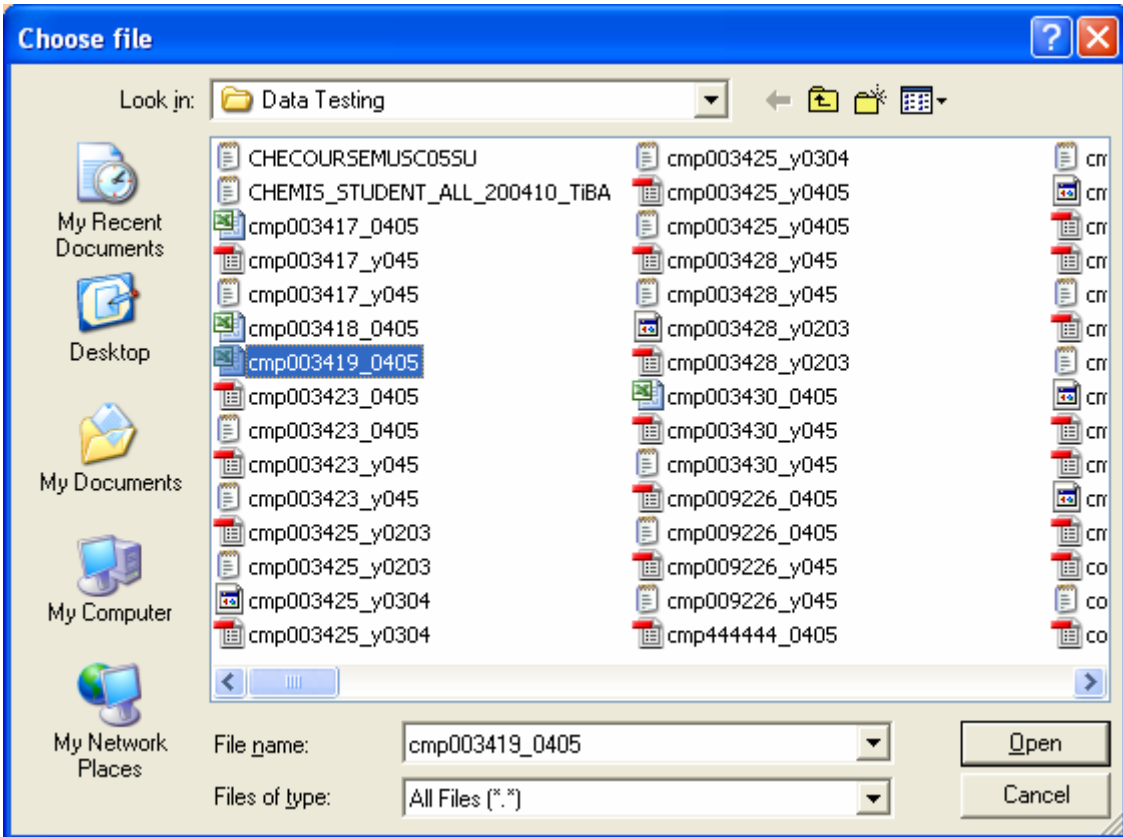 Choose file
Look in:
Data Testing
My Recent
Documents
Desktop
My Documents
My Computer
My Network
Places
CHECOURSEMUSC05SU
CHEMIS_STUDENT_ALL_200410_TiBA
cmp003417_0405
cmp003417_y045
cmp003417_y045
cmp003418_0405
cmp003419_0405
cmp003423_0405
cmp003423_0405
cmp003423_y045
cmp003423_y045
cmp003425_y0203
cmp003425_y0203
cmp003425_y0304
cmp003425_y0304
cmp003425_y0304
cmp003425_y0405
cmp003425_y0405
cmp003428_y045
cmp003428_y045
cmp003428_y0203
cmp003428_y0203
cmp003430_0405
cmp003430_y045
cmp003430_y045
cmp009226_0405
cmp009226_0405
cmp009226_y045
cmp009226_y045
cmp444444_0405
co
co
co
File name:
cmp003419_0405
Open
Files of type:
All Files (*.*)
Cancel